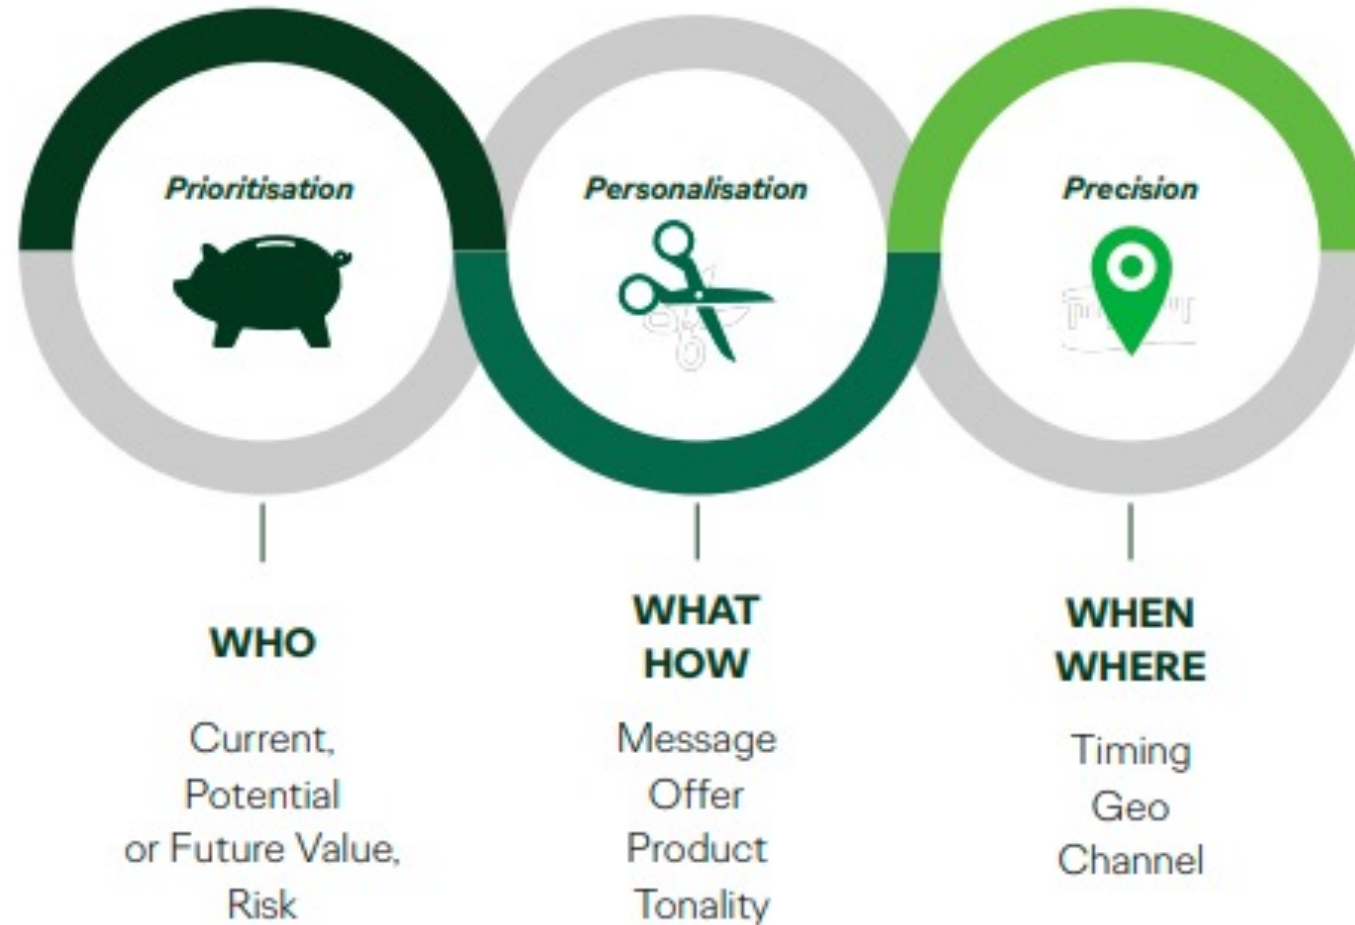 Prioritisation
Personalisation
Precision
WHO
Current,
Potential
or Future Value,
Risk
WHAT
HOW
Message
Offer
Product
Tonality
WHEN
WHERE
Timing
Geo
Channel